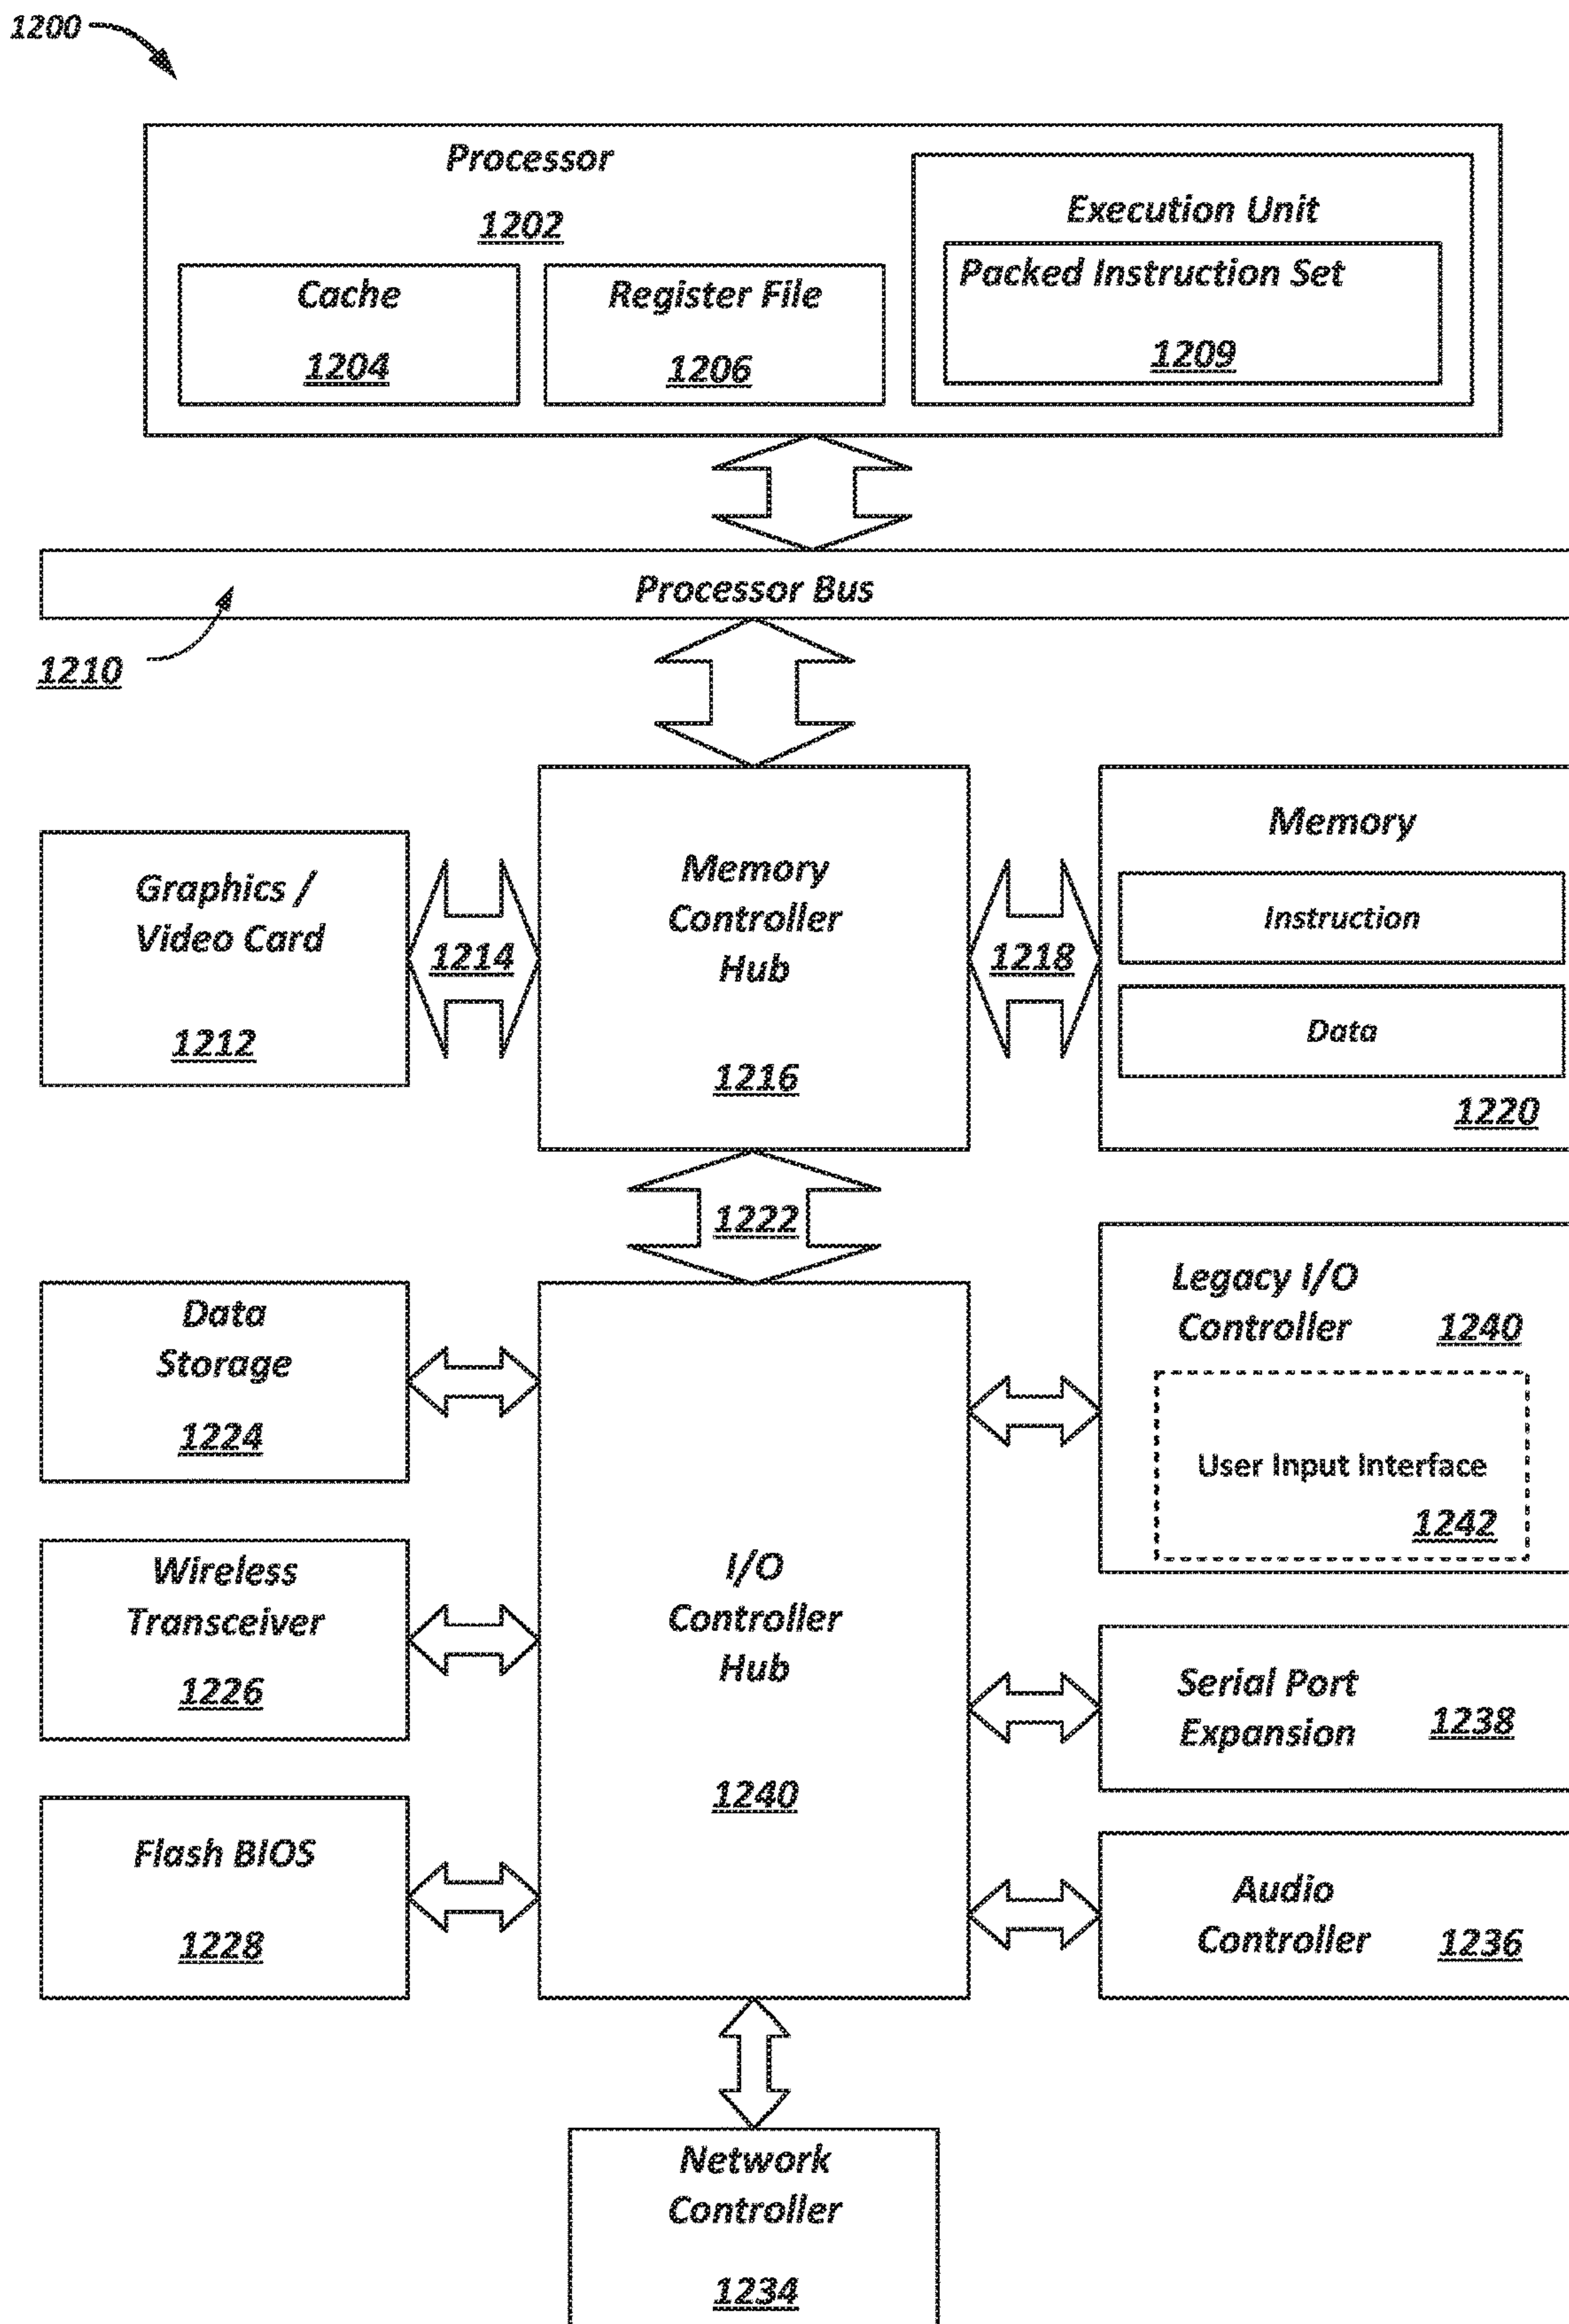 1200
Processor
1202
Cache
1204
Register File
1206
Execution Unit
Packed Instruction Set
1209
Processor Bus
1210
Graphics /
Video Card
1212
1214
Memory
Controller
Hub
1216
1218
Memory
Instruction
Data
1220
1222
Data
Storage
1224
Wireless
Transceiver
1226
Flash BIOS
1228
I/O
Controller
Hub
1240
Legacy I/O
Controller 1240
User Input Interface
1242
Serial Port
Expansion 1238
Audio
Controller 1236
Network
Controller
1234